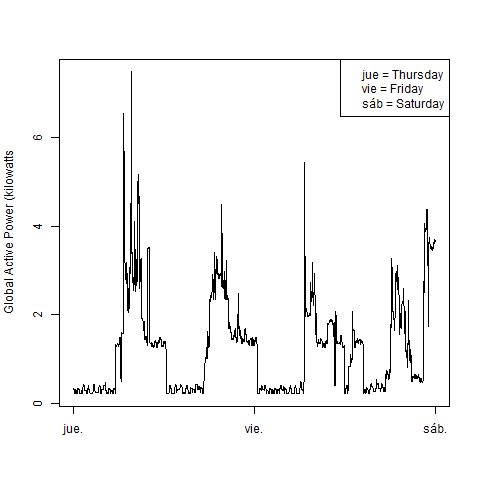 jue = Thursday
vie = Friday
sáb = Saturday
Global Active Power (kilowatts
6
4
2
0
jue.
vie.
sáb.